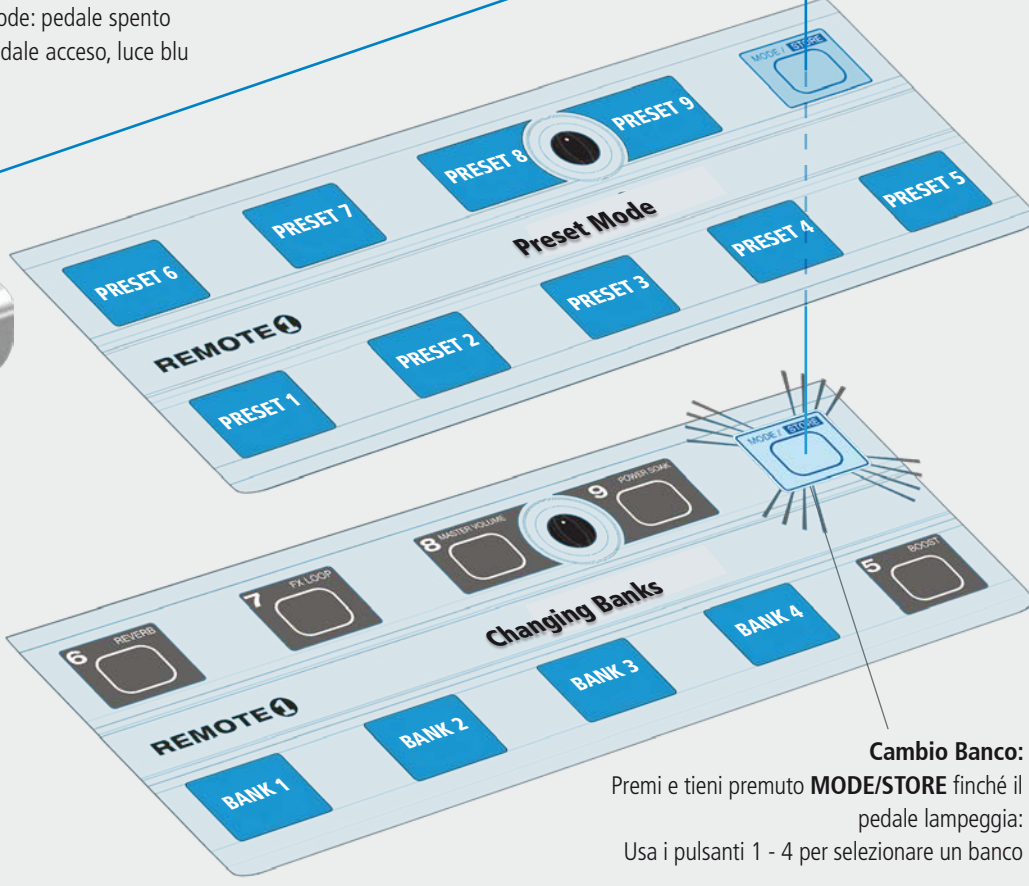 ode: pedale spento
dale acceso, luce blu
MODE / STORE
PRESET 6
PRESET 7
PRESET 8
PRESET 9
Preset Mode
REMOTE1
PRESET 1
PRESET 2
PRESET 3
PRESET 4
PRESET 5
MODE / STORE
6 REVERB
7 FX LOOP
8 MASTER VOLUME
9 POWER SOAK
Changing Banks
5 BOOST
REMOTE1
BANK 1
BANK 2
BANK 3
BANK 4
Cambio Banco:
Premi e tieni premuto MODE/STORE finché il
pedale lampeggia:
Usa i pulsanti 1 - 4 per selezionare un banco